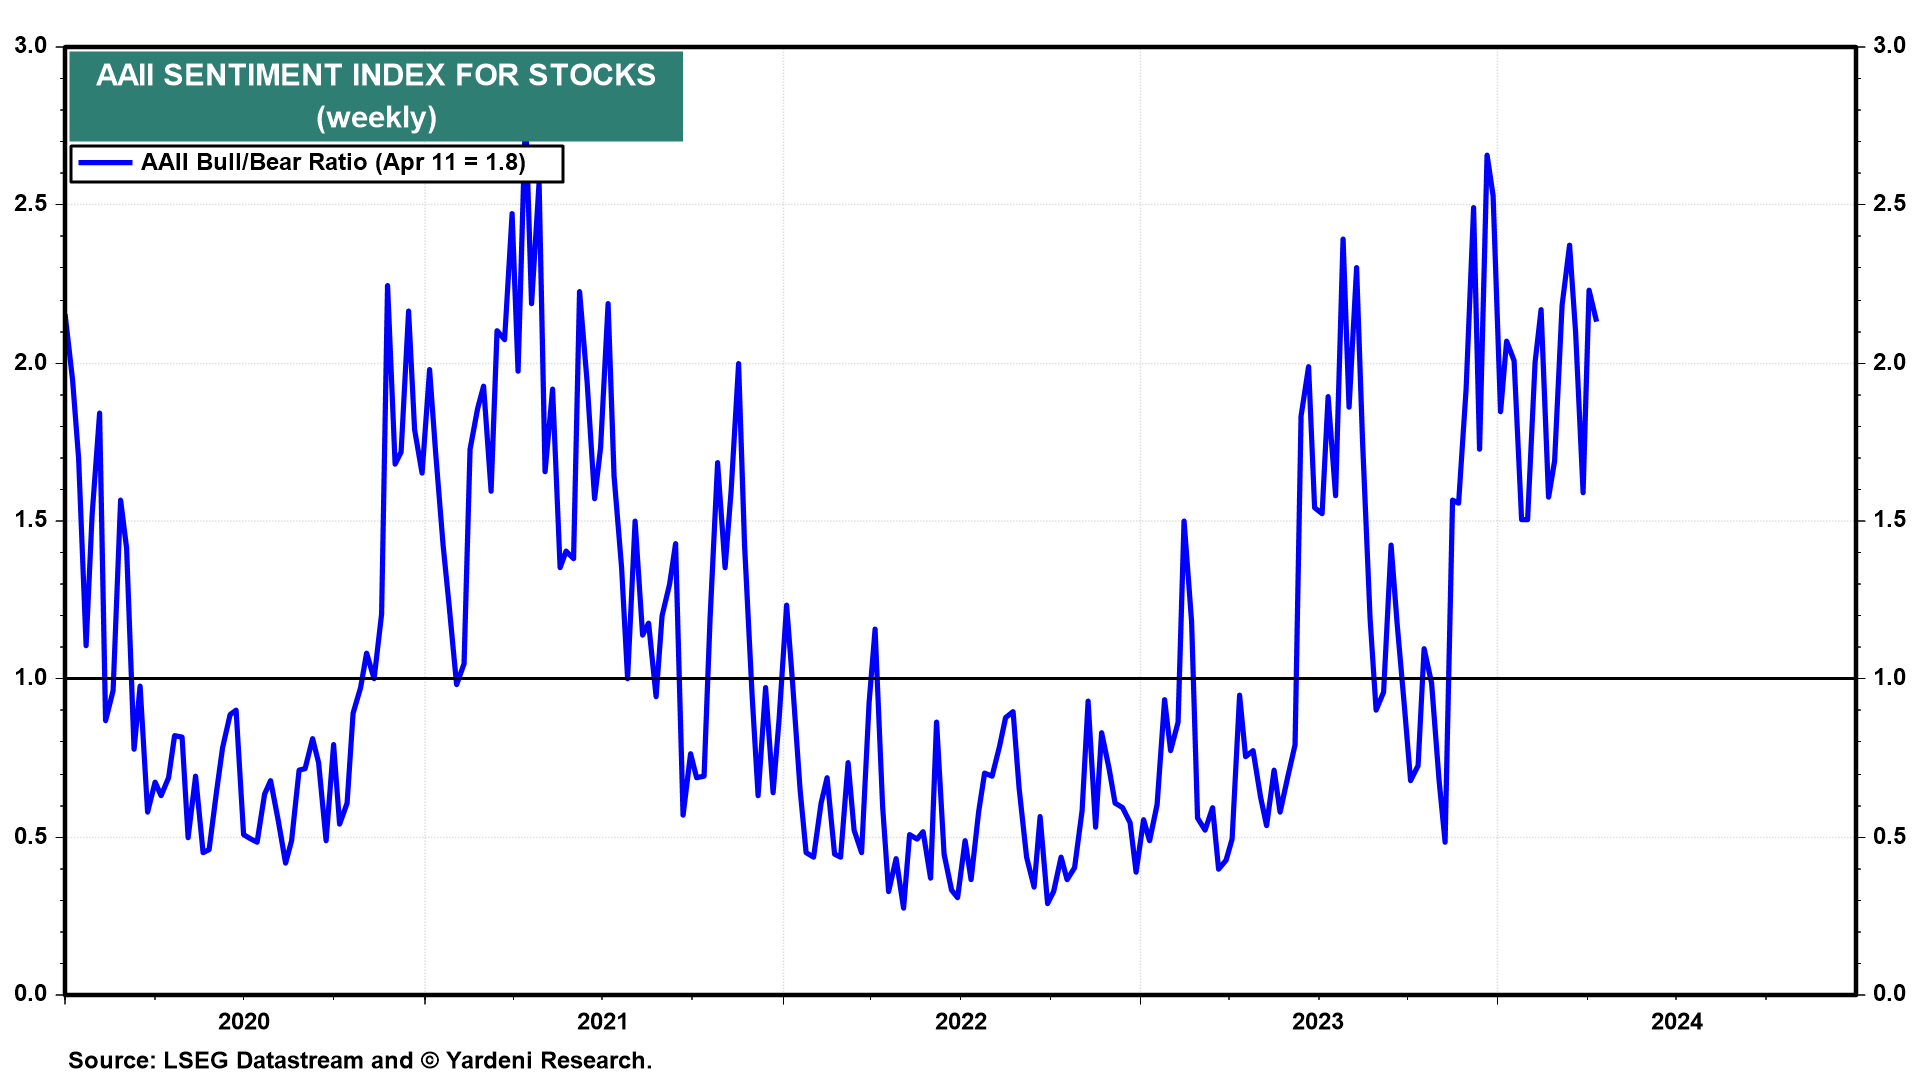 AAII SENTIMENT INDEX FOR STOCKS
(weekly)
AAII Bull/Bear Ratio (Apr 11 = 1.8)
3.0 3.0
2.5 2.5
2.0 2.0
1.5 1.5
1.0 1.0
0.5 0.5
0.0 0.0
2020 2021 2022 2023 2024
Source: LSEG Datastream and © Yardeni Research.